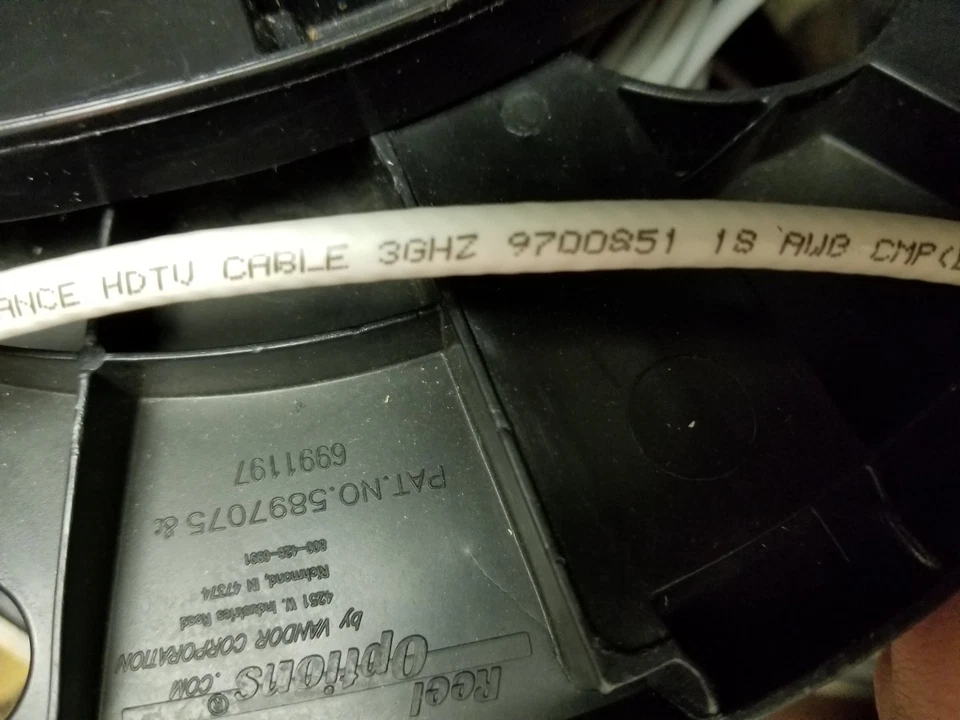 ANCE HDTV CABLE 3GHZ 9700851 18 AWG CMP(
Reel
Options®.COM
by VANDOR CORPORATION
4251 W. Industries Road
Richmond, IN 47374
PAT.NO.5897075 &
6991197